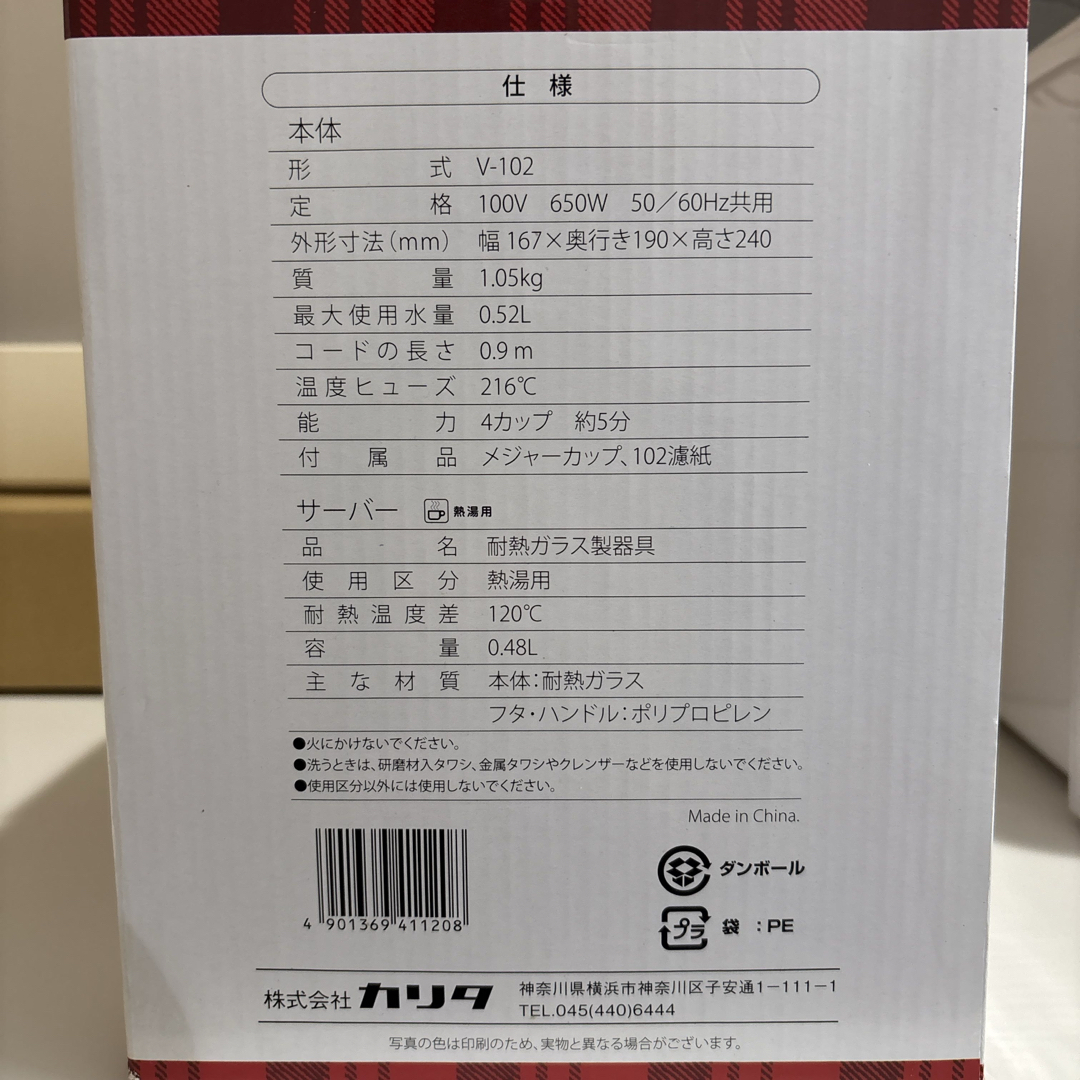 仕様
本体
形式 V-102
定格 100V 650W 50／60Hz共用
外形寸法（mm） 幅167×奥行き190×高さ240
質量 1.05kg
最大使用水量 0.52L
コードの長さ 0.9m
温度ヒューズ 216℃
能力 4カップ 約5分
付属品 メジャーカップ、102濾紙
サーバー 熱湯用
品名 耐熱ガラス製器具
使用区分 熱湯用
耐熱温度差 120℃
容量 0.48L
主な材質 本体：耐熱ガラス
フタ・ハンドル：ポリプロピレン
●火にかけないでください。
●洗うときは、研磨材入タワシ、金属タワシやクレンザーなどを使用しないでください。
●使用区分以外には使用しないでください。
Made in China.
ダンボール
プラ 袋：PE
4 901369 411208
株式会社カリタ
神奈川県横浜市神奈川区子安通1－111－1
TEL.045(440)6444
写真の色は印刷のため、実物と異なる場合がございます。